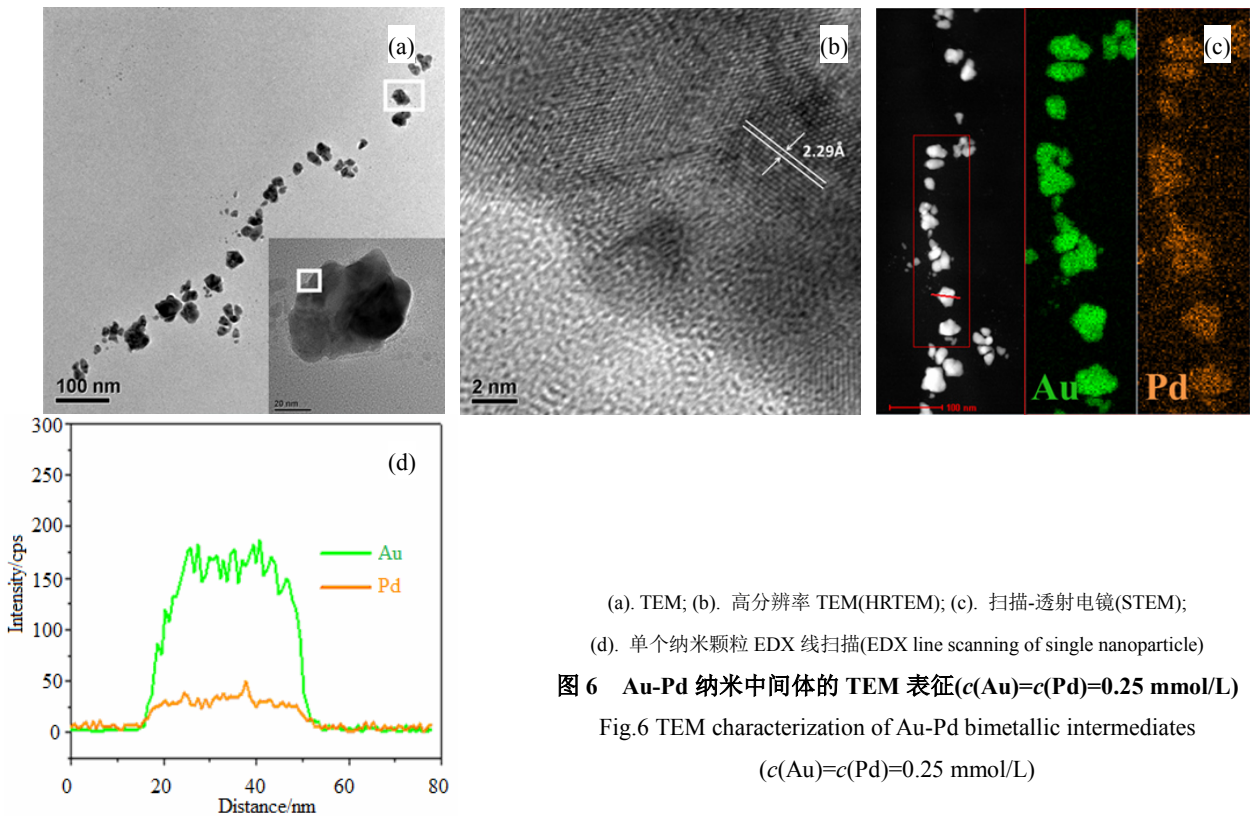 (a)
100 nm
20 nm
(b)
2.29Å
2 nm
(c)
100 nm
Au
Pd
(d)
300
250
200
150
100
50
0
Intensity/cps
Au
Pd
0 20 40 60 80
Distance/nm
(a). TEM; (b). 高分辨率 TEM(HRTEM); (c). 扫描-透射电镜(STEM);
(d). 单个纳米颗粒 EDX 线扫描(EDX line scanning of single nanoparticle)
图 6 Au-Pd 纳米中间体的 TEM 表征(c(Au)=c(Pd)=0.25 mmol/L)
Fig.6 TEM characterization of Au-Pd bimetallic intermediates
(c(Au)=c(Pd)=0.25 mmol/L)